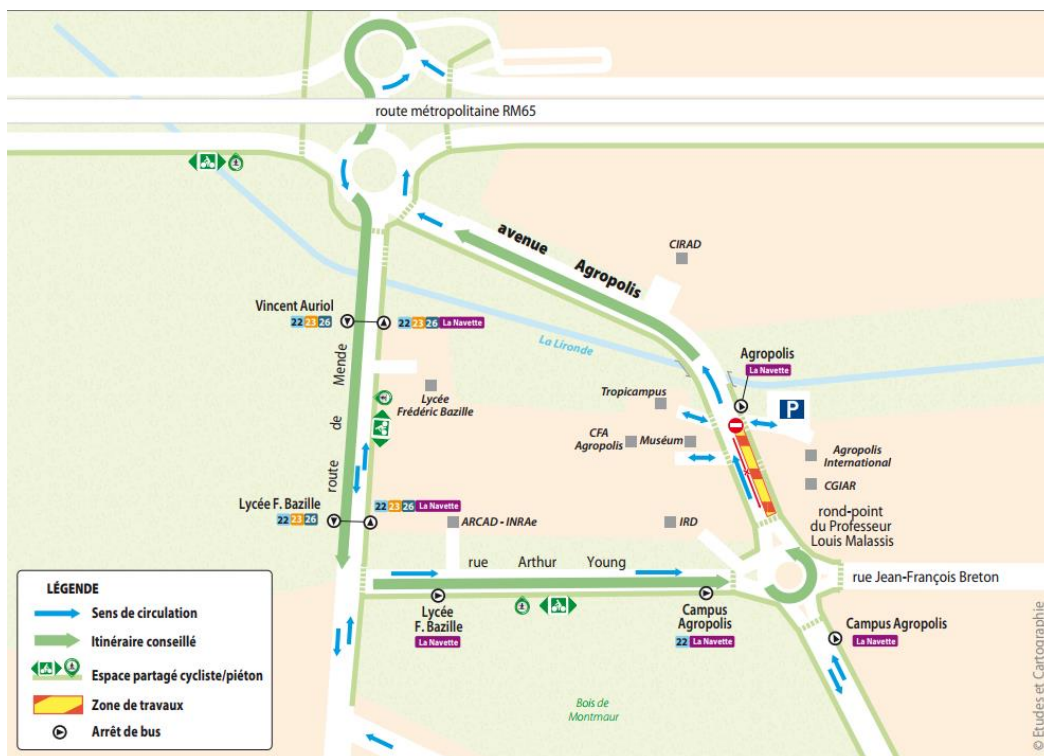 route métropolitaine RM65
avenue Agropolis
CIRAD
Vincent Auriol
22 23 26
22 23 26 La Navette
La Lironde
Agropolis
La Navette
P
route de Mende
Lycée
Frédéric Bazille
Tropicampus
CFA
Agropolis
Muséum
Agropolis
International
CGIAR
Lycée F. Bazille
22 23 26
22 23 26 La Navette
ARCAD - INRAe
IRD
rond-point
du Professeur
Louis Malassis
rue Arthur Young
rue Jean-François Breton
Lycée
F. Bazille
La Navette
Campus
Agropolis
22 La Navette
Campus Agropolis
La Navette
Bois de
Montmaur
LÉGENDE
Sens de circulation
Itinéraire conseillé
Espace partagé cycliste/piéton
Zone de travaux
Arrêt de bus
© Etudes et Cartographie